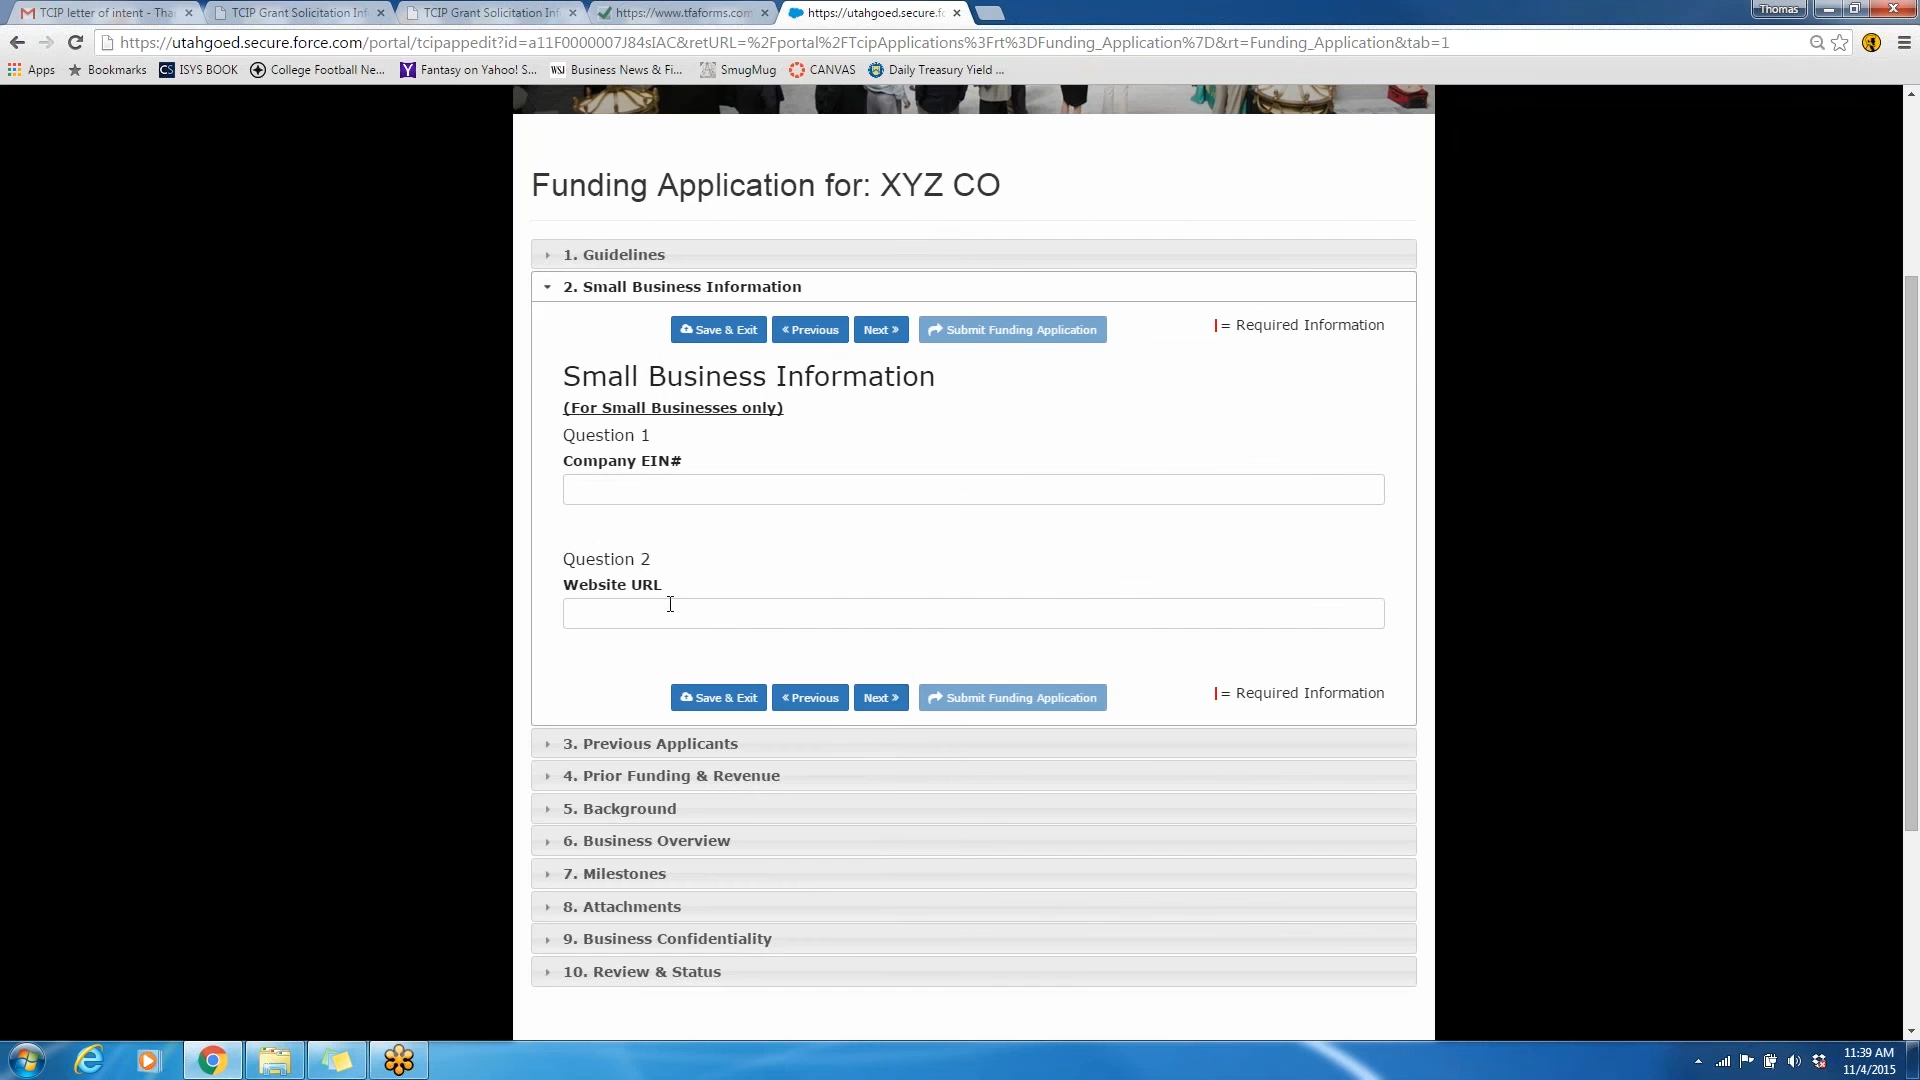 TCIP letter of intent - Tha
TCIP Grant Solicitation Inf
TCIP Grant Solicitation Inf
https://www.tfaforms.com
https://utahgoed.secure.fc
Thomas
https://utahgoed.secure.force.com/portal/tcipappedit?id=a11F0000007J84sIAC&retURL=%2Fportal%2FTcipApplications%3Frt%3DFunding_Application%7D&rt=Funding_Application&tab=1
Apps
Bookmarks
CS ISYS BOOK
College Football Ne...
Fantasy on Yahoo! S...
WSJ Business News & Fi...
SmugMug
CANVAS
Daily Treasury Yield ...
Funding Application for: XYZ CO
1. Guidelines
2. Small Business Information
Save & Exit
« Previous
Next »
Submit Funding Application
= Required Information
Small Business Information
(For Small Businesses only)
Question 1
Company EIN#
Question 2
Website URL
Save & Exit
« Previous
Next »
Submit Funding Application
= Required Information
3. Previous Applicants
4. Prior Funding & Revenue
5. Background
6. Business Overview
7. Milestones
8. Attachments
9. Business Confidentiality
10. Review & Status
11:39 AM
11/4/2015